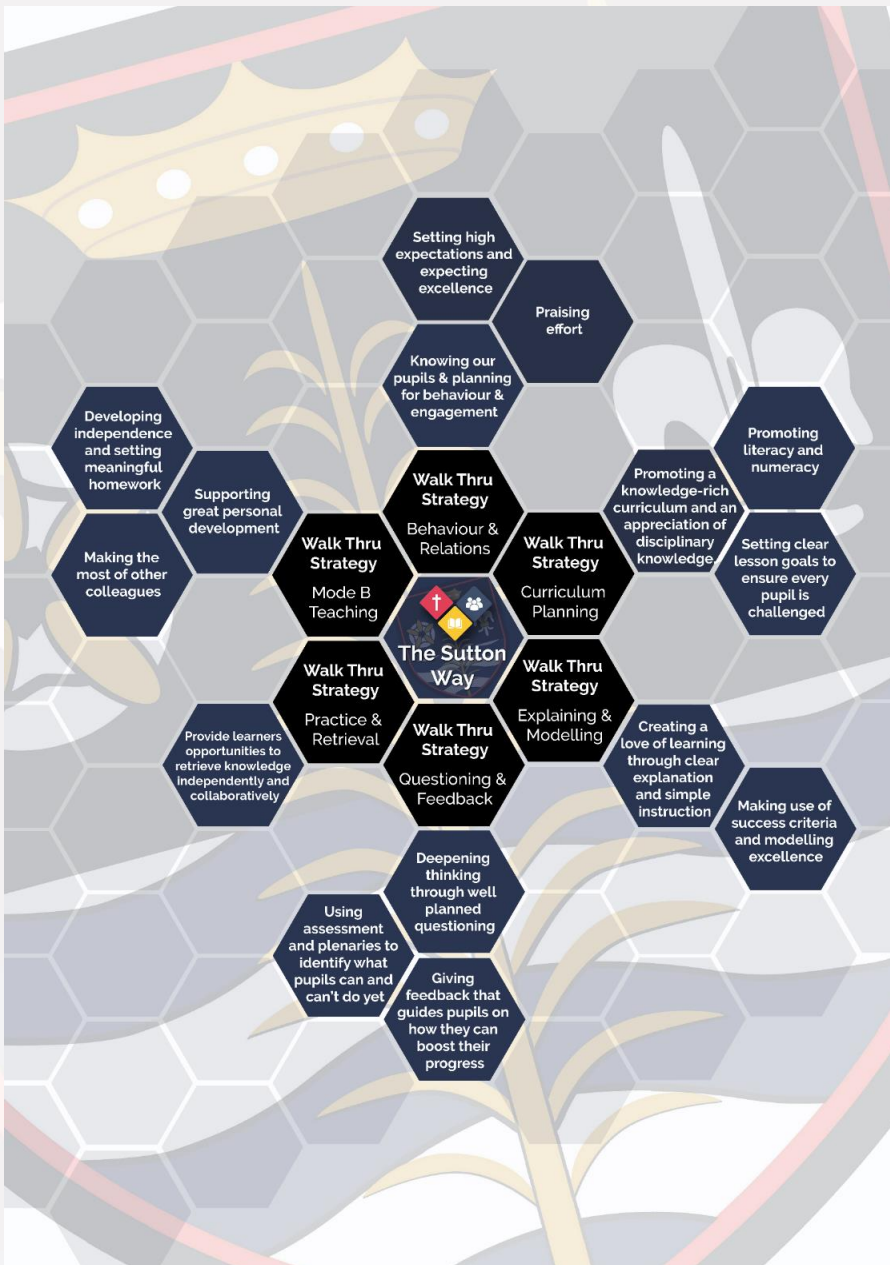 Setting high
expectations and
expecting
excellence
Praising
effort
Knowing our
pupils & planning
for behaviour &
engagement
Developing
independence
and setting
meaningful
homework
Supporting
great personal
development
Making the
most of other
colleagues
Walk Thru
Strategy
Behaviour &
Relations
Promoting
literacy and
numeracy
Promoting a
knowledge-rich
curriculum and an
appreciation of
disciplinary
knowledge.
Setting clear
lesson goals to
ensure every
pupil is
challenged
Walk Thru
Strategy
Mode B
Teaching
Walk Thru
Strategy
Curriculum
Planning
The Sutton
Way
Walk Thru
Strategy
Practice &
Retrieval
Walk Thru
Strategy
Explaining &
Modelling
Provide learners
opportunities to
retrieve knowledge
independently and
collaboratively
Walk Thru
Strategy
Questioning &
Feedback
Creating a
love of learning
through clear
explanation
and simple
instruction
Making use of
success criteria
and modelling
excellence
Deepening
thinking
through well
planned
questioning
Using
assessment
and plenaries to
identify what
pupils can and
can't do yet
Giving
feedback that
guides pupils on
how they can
boost their
progress